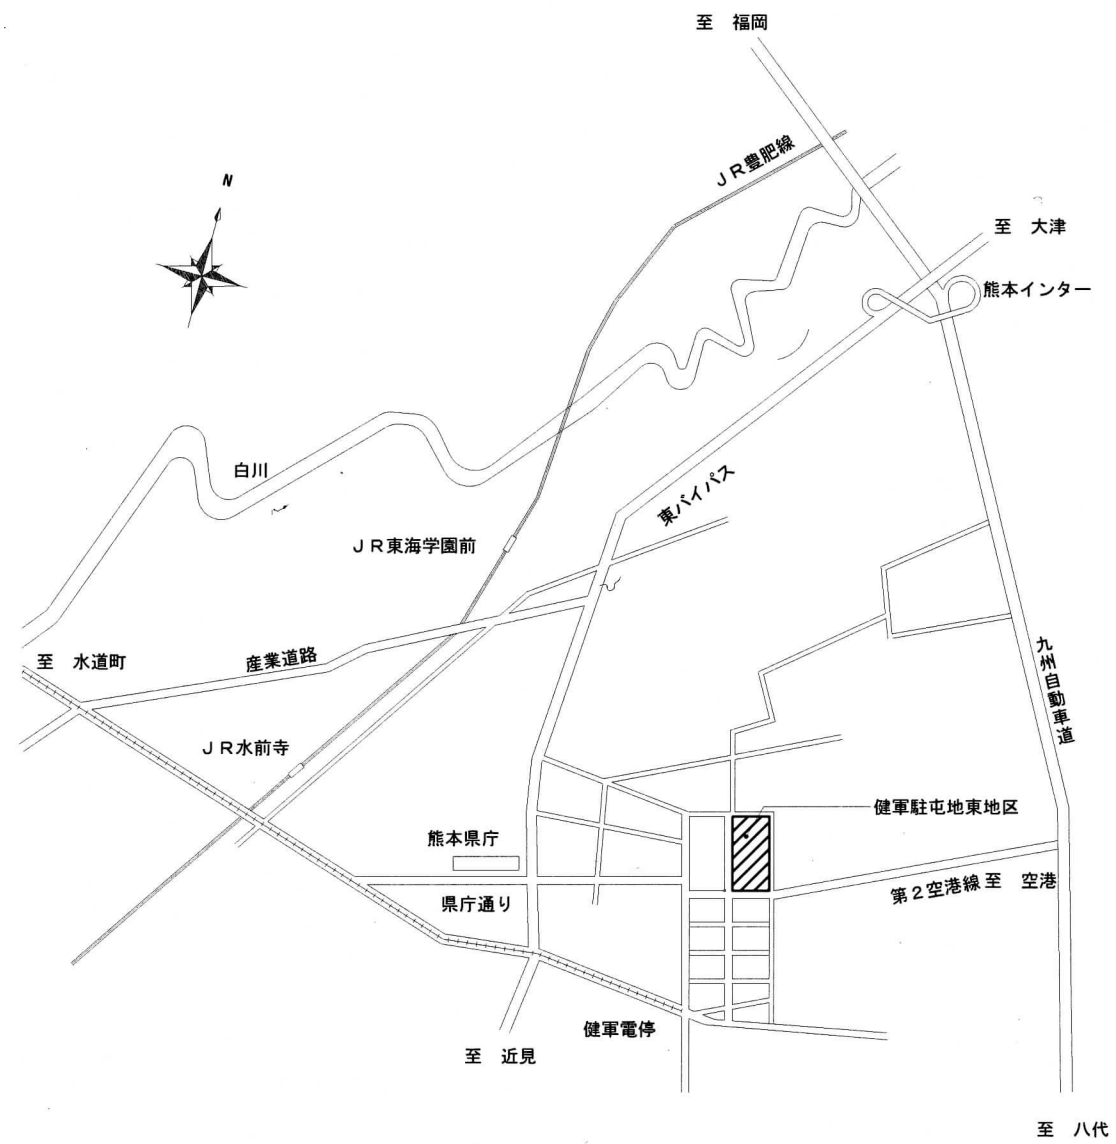 至　福岡
ＪＲ豊肥線
N
至　大津
熊本インター
白川
東バイパス
ＪＲ東海学園前
至　水道町
産業道路
九州自動車道
ＪＲ水前寺
健軍駐屯地東地区
熊本県庁
県庁通り
第２空港線 至　空港
健軍電停
至　近見
至　八代